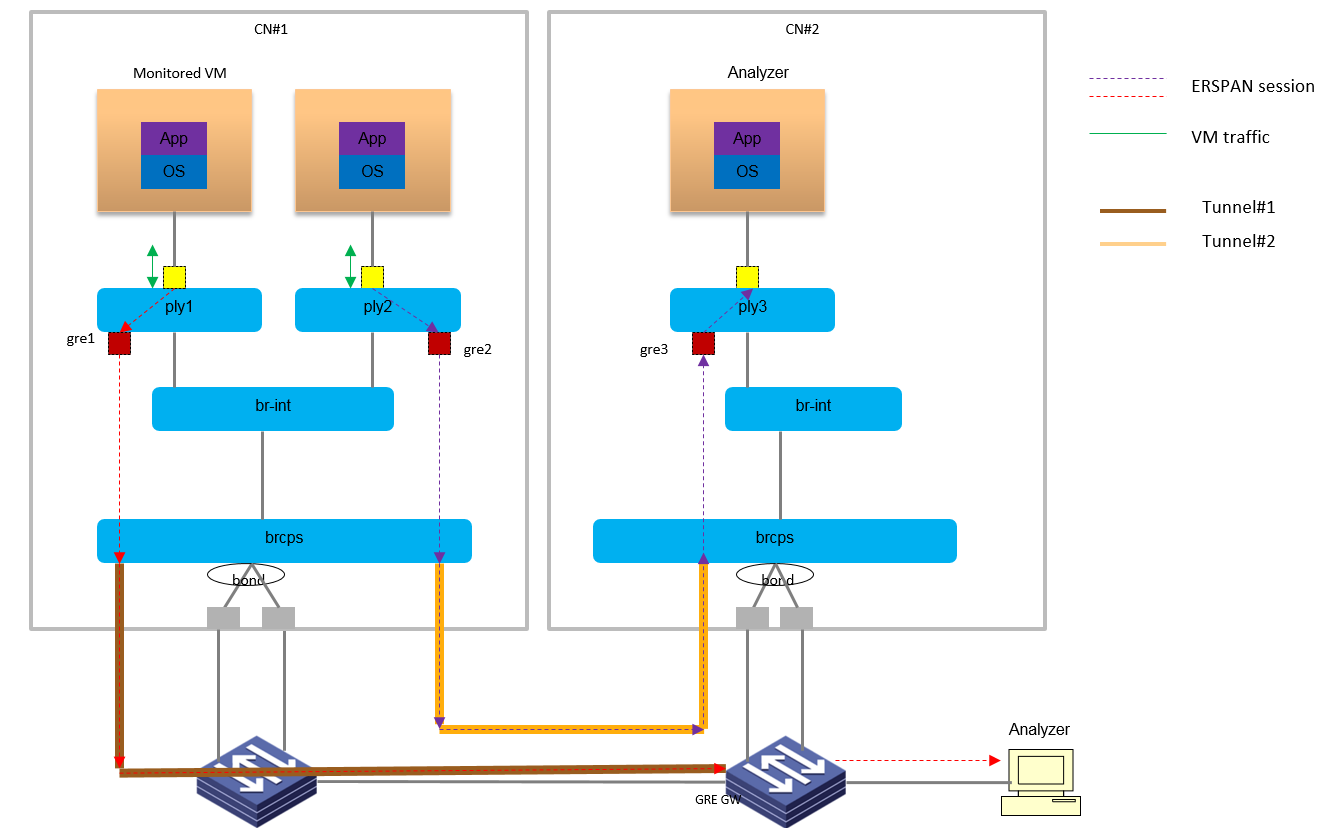 CN#1
CN#2
Monitored VM
Analyzer
ERSPAN session
App
OS
App
OS
App
OS
VM traffic
Tunnel#1
Tunnel#2
ply1
ply2
ply3
gre1
gre2
gre3
br-int
br-int
brcps
brcps
bond
bond
Analyzer
GRE GW